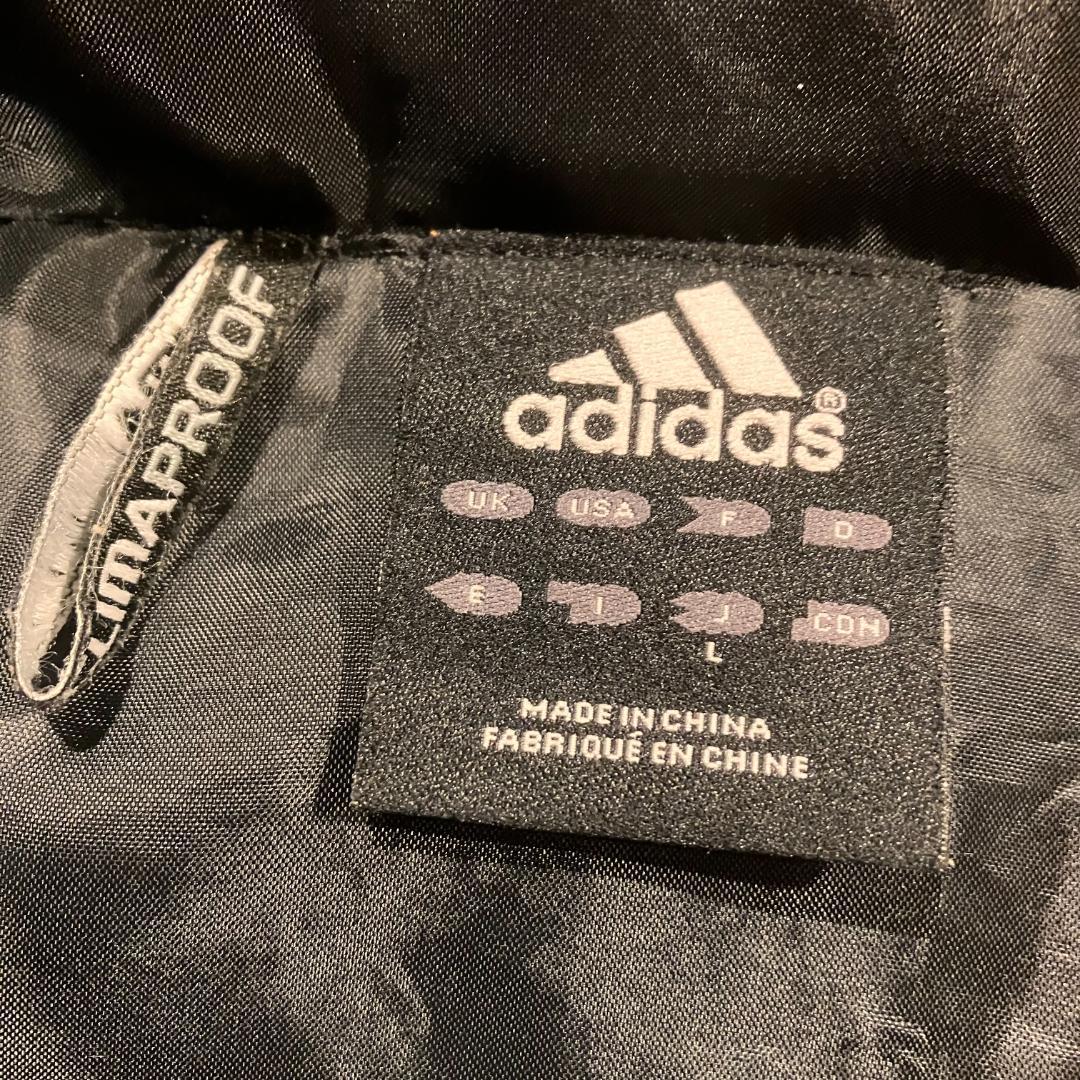 LIMAPROOF
adidas®
UK USA F D
E I J CDN
L
MADE IN CHINA
FABRIQUÉ EN CHINE